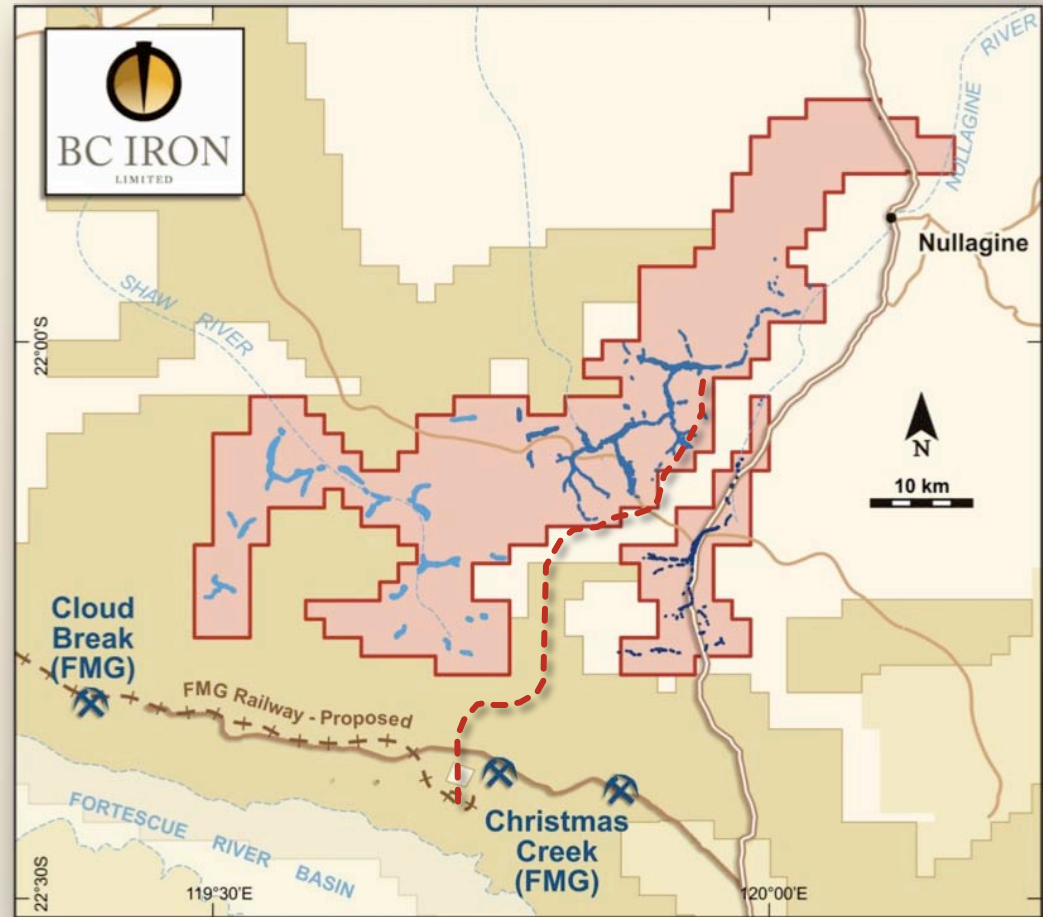 BC IRON
LIMITED
RIVER
NULLAGINE
Nullagine
SHAW
RIVER
22°00'S
N
10 km
Cloud
Break
(FMG)
FMG Railway - Proposed
Christmas
Creek
(FMG)
FORTESCUE
RIVER
BASIN
22°30'S
119°30'E
120°00'E